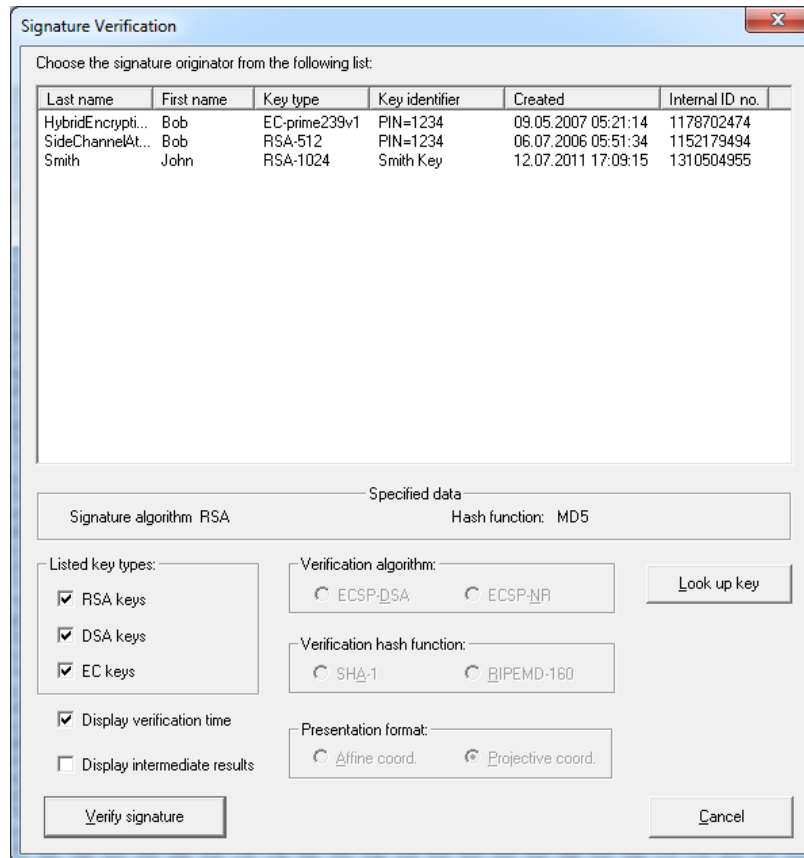 Signature Verification
Choose the signature originator from the following list:
Last name First name Key type Key identifier Created Internal ID no.
HybridEncrypti... Bob EC-prime239v1 PIN=1234 09.05.2007 05:21:14 1178702474
SideChannelAt... Bob RSA-512 PIN=1234 06.07.2006 05:51:34 1152179494
Smith John RSA-1024 Smith Key 12.07.2011 17:09:15 1310504955
Specified data
Signature algorithm RSA Hash function: MD5
Listed key types:
RSA keys
DSA keys
EC keys
Display verification time
Display intermediate results
Verification algorithm:
ECSP-DSA ECSP-NR
Verification hash function:
SHA-1 RIPEMD-160
Presentation format:
Affine coord. Projective coord.
Look up key
Verify signature Cancel